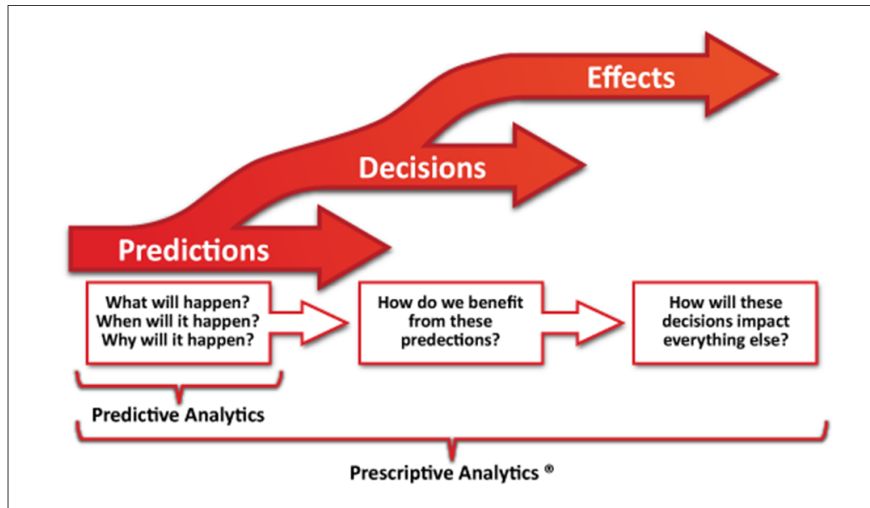 Effects
Decisions
Predictions
What will happen?
When will it happen?
Why will it happen?
How do we benefit
from these
predections?
How will these
decisions impact
everything else?
Predictive Analytics
Prescriptive Analytics ®